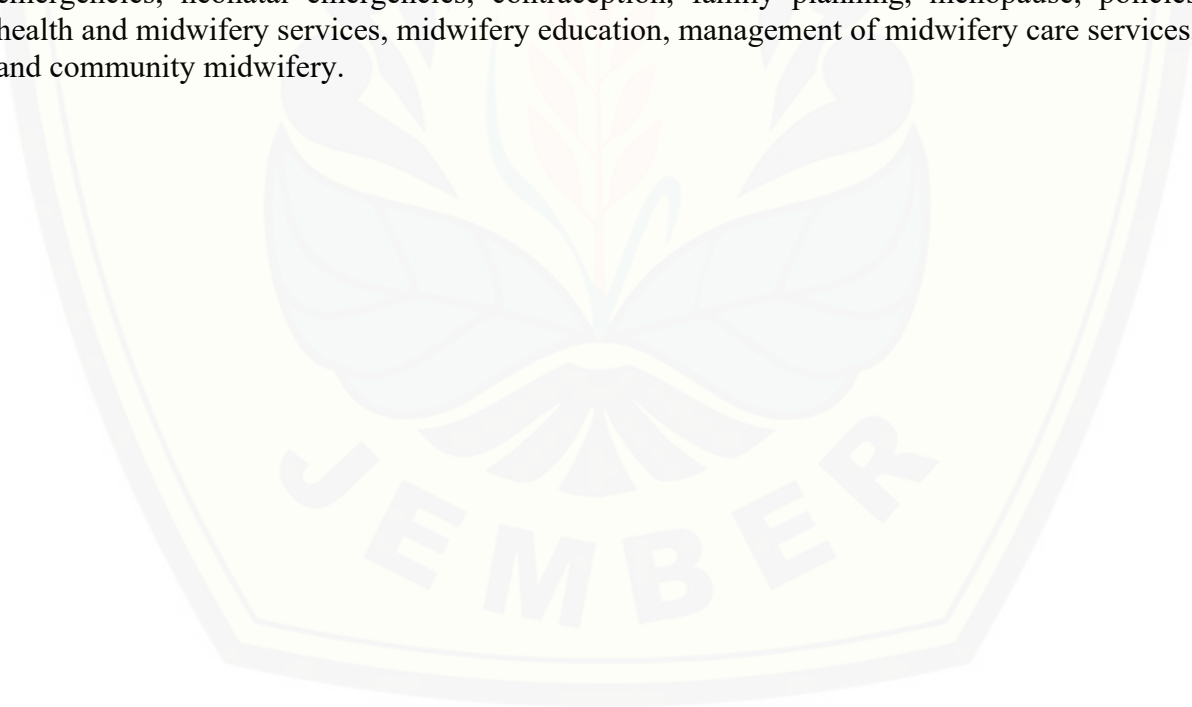 emergencies, neonatal emergencies, contraception, family planning, menopause, policies
health and midwifery services, midwifery education, management of midwifery care services
and community midwifery.
JEMBER